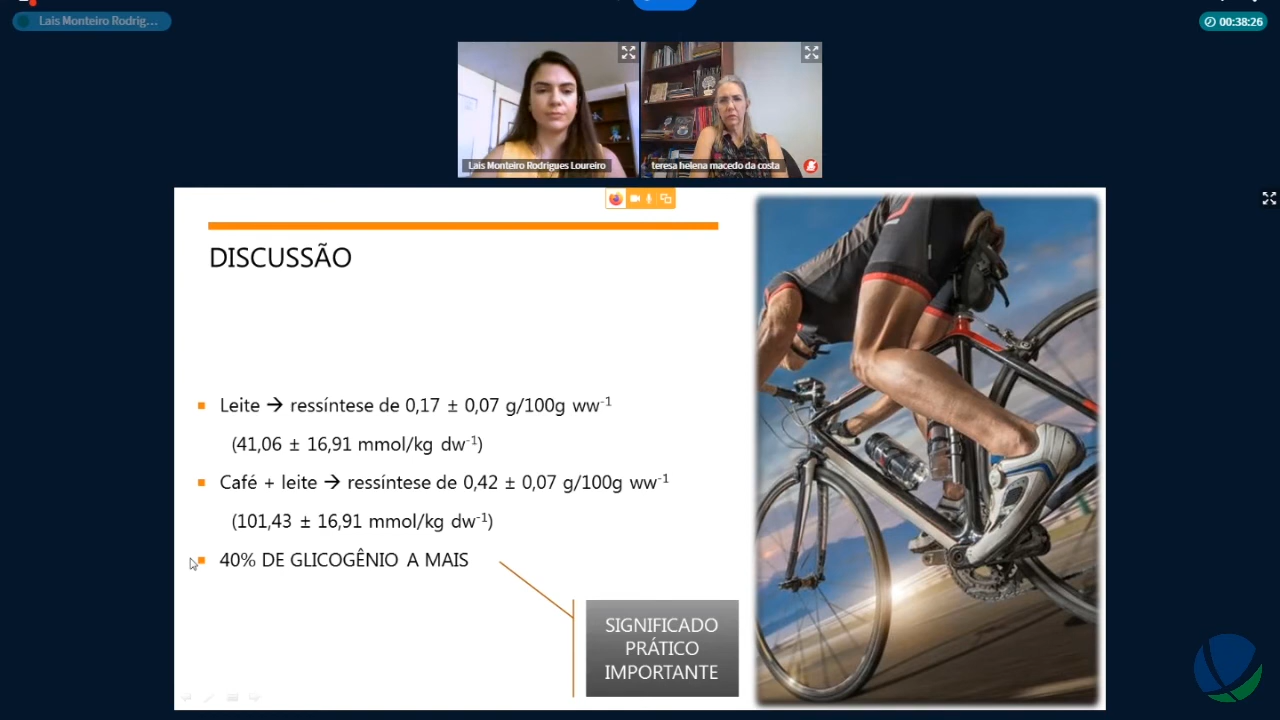 Lais Monteiro Rodrig...
00:38:26
Lais Monteiro Rodrigues Loureiro
teresa helena macedo da costa
DISCUSSÃO
Leite → ressíntese de 0,17 ± 0,07 g/100g ww⁻¹
(41,06 ± 16,91 mmol/kg dw⁻¹)
Café + leite → ressíntese de 0,42 ± 0,07 g/100g ww⁻¹
(101,43 ± 16,91 mmol/kg dw⁻¹)
40% DE GLICOGÊNIO A MAIS
SIGNIFICADO
PRÁTICO
IMPORTANTE